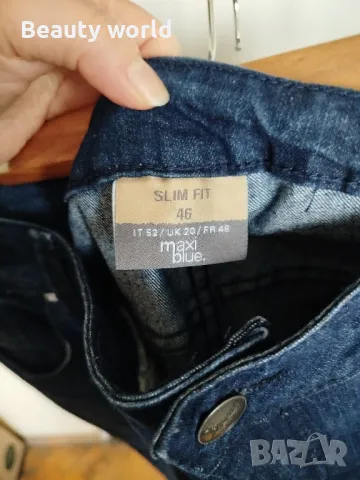 Beauty world
SLIM FIT
46
IT 52 / UK 20 / FR 48
maxi
blue.
BAZAR